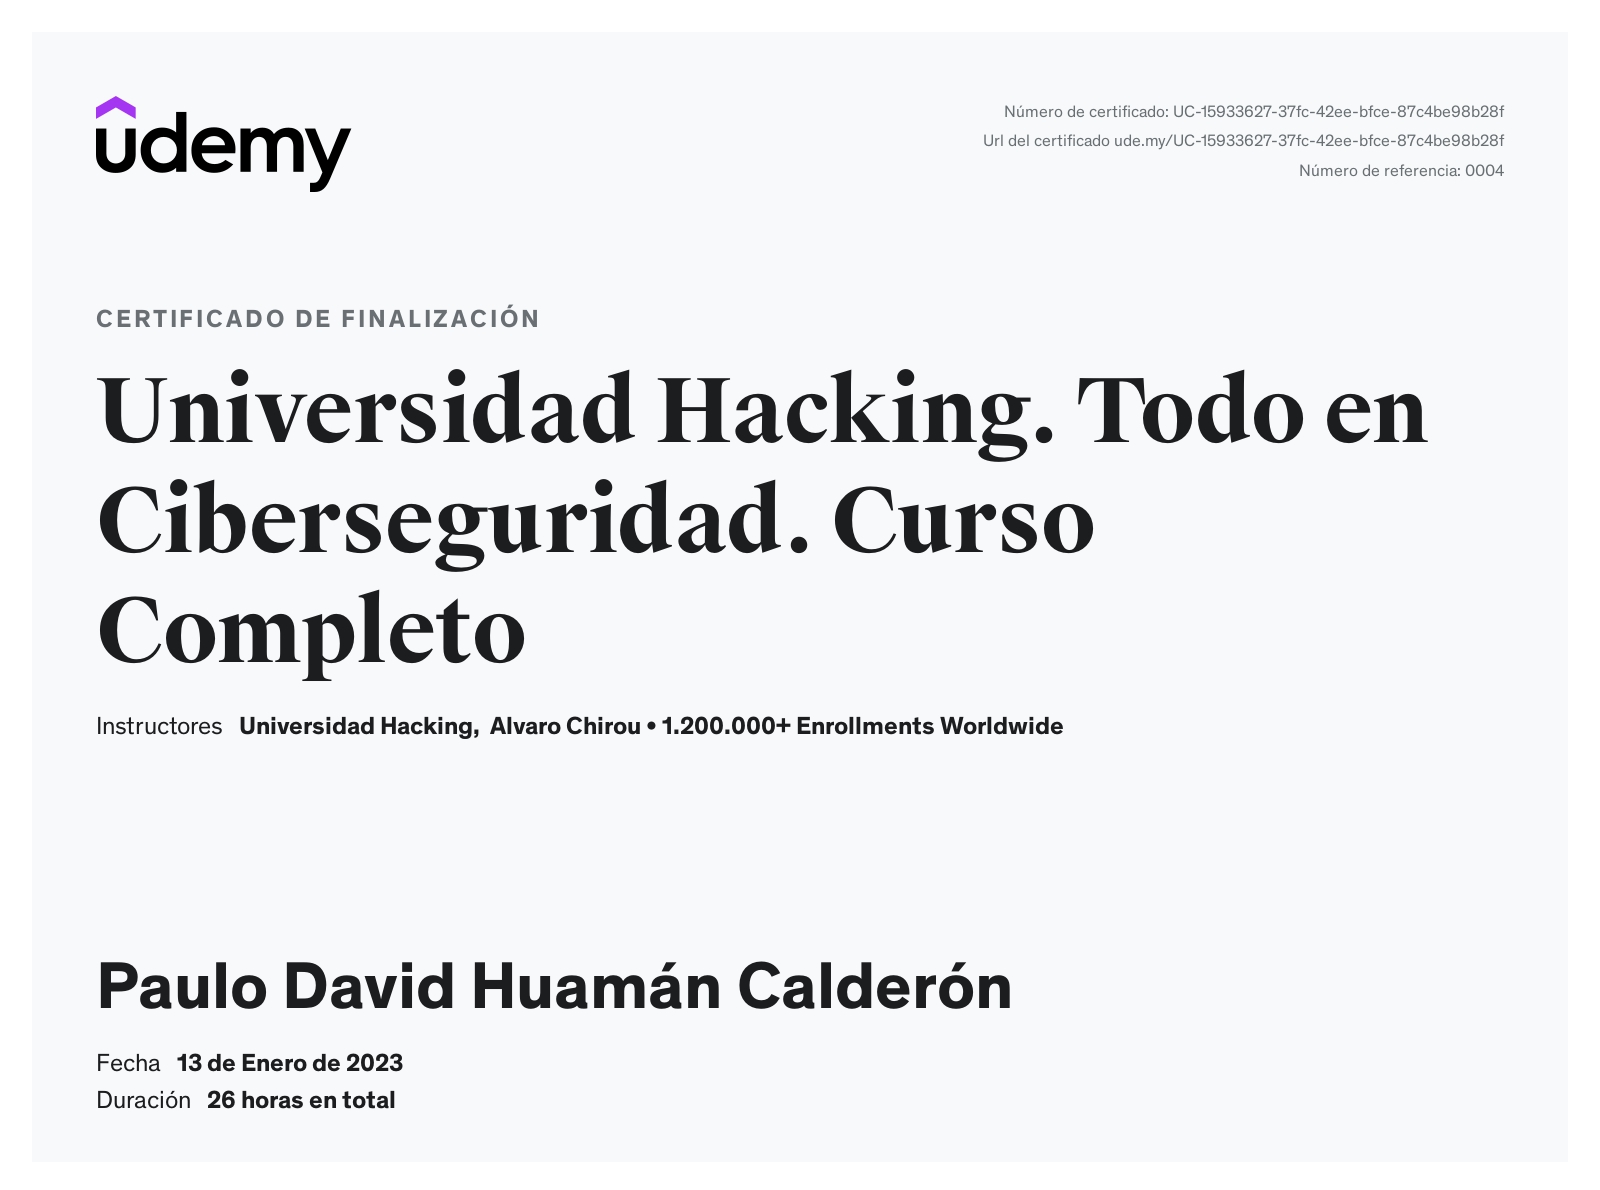 udemy
Número de certificado: UC-15933627-37fc-42ee-bfce-87c4be98b28f
Url del certificado ude.my/UC-15933627-37fc-42ee-bfce-87c4be98b28f
Número de referencia: 0004
CERTIFICADO DE FINALIZACIÓN
Universidad Hacking. Todo en
Ciberseguridad. Curso
Completo
Instructores Universidad Hacking, Alvaro Chirou • 1.200.000+ Enrollments Worldwide
Paulo David Huamán Calderón
Fecha 13 de Enero de 2023
Duración 26 horas en total